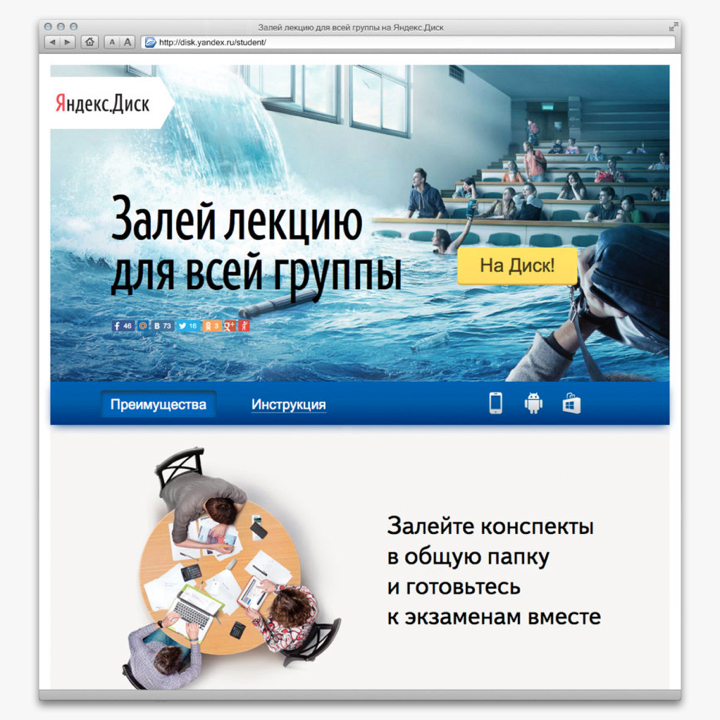 Залей лекцию для всей группы на Яндекс.Диск
A A
http://disk.yandex.ru/student/
Яндекс.Диск
Залей лекцию
для всей группы
На Диск!
46 73 16 3
Преимущества Инструкция
Залейте конспекты
в общую папку
и готовьтесь
к экзаменам вместе